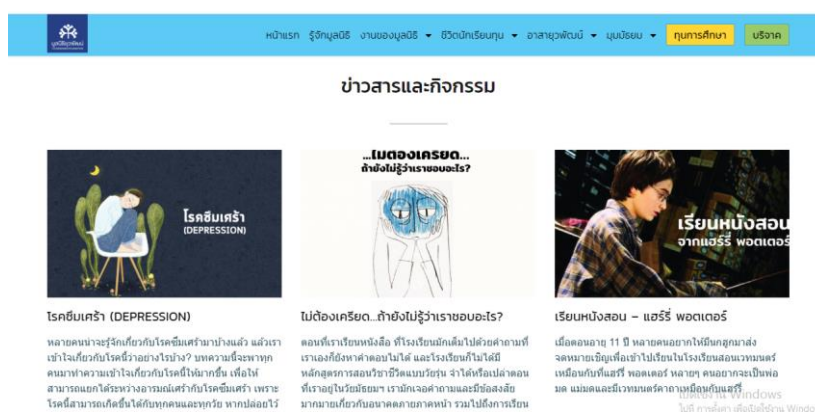 มูลนิธิยุวพัฒน์
หน้าแรก รู้จักมูลนิธิ งานของมูลนิธิ ชีวิตนักเรียนทุน อาสายุวพัฒน์ มุมมัธยม ทุนการศึกษา บริจาค
ข่าวสารและกิจกรรม
โรคซึมเศร้า
(DEPRESSION)
...ไม่ต้องเครียด...
ถ้ายังไม่รู้ว่าเราชอบอะไร?
เรียนหนังสอน
จากแฮร์รี่ พอตเตอร์
โรคซึมเศร้า (DEPRESSION)
หลายคนน่าจะรู้จักเกี่ยวกับโรคซึมเศร้ามาบ้างแล้ว แล้วเรา
เข้าใจเกี่ยวกับโรคนี้ว่าอย่างไรบ้าง? บทความนี้จะพาทุก
คนมาทำความเข้าใจเกี่ยวกับโรคนี้ให้มากขึ้น เพื่อให้
สามารถแยกได้ระหว่างอารมณ์เศร้ากับโรคซึมเศร้า เพราะ
โรคนี้สามารถเกิดขึ้นได้กับทุกคนและทุกวัย หากปล่อยไว้
ไม่ต้องเครียด...ถ้ายังไม่รู้ว่าเราชอบอะไร?
ตอนที่เราเรียนหนังสือ ที่โรงเรียนมักเต็มไปด้วยคำถามที่
เราเองก็ยังหาคำตอบไม่ได้ และโรงเรียนก็ไม่ได้มี
หลักสูตรการสอนวิชาชีวิตแบบวัยรุ่น จำได้หรือเปล่าตอน
ที่เราอยู่ในวัยมัธยมฯ เรามักเจอคำถามและมีข้อสงสัย
มากมายเกี่ยวกับอนาคตภายภาคหน้า รวมไปถึงการเรียน
เรียนหนังสอน – แฮร์รี่ พอตเตอร์
เมื่อตอนอายุ 11 ปี หลายคนอยากให้มีนกฮูกมาส่ง
จดหมายเชิญเพื่อเข้าไปเรียนในโรงเรียนสอนเวทมนตร์
เหมือนกับที่แฮร์รี่ พอตเตอร์ หลายๆ คนอยากจะเป็นพ่อ
มด แม่มดและมีเวทมนตร์คาถาเหมือนกับแฮร์รี่
Windows
ไปที่ การตั้งค่า เพื่อเปิดใช้งาน Windo